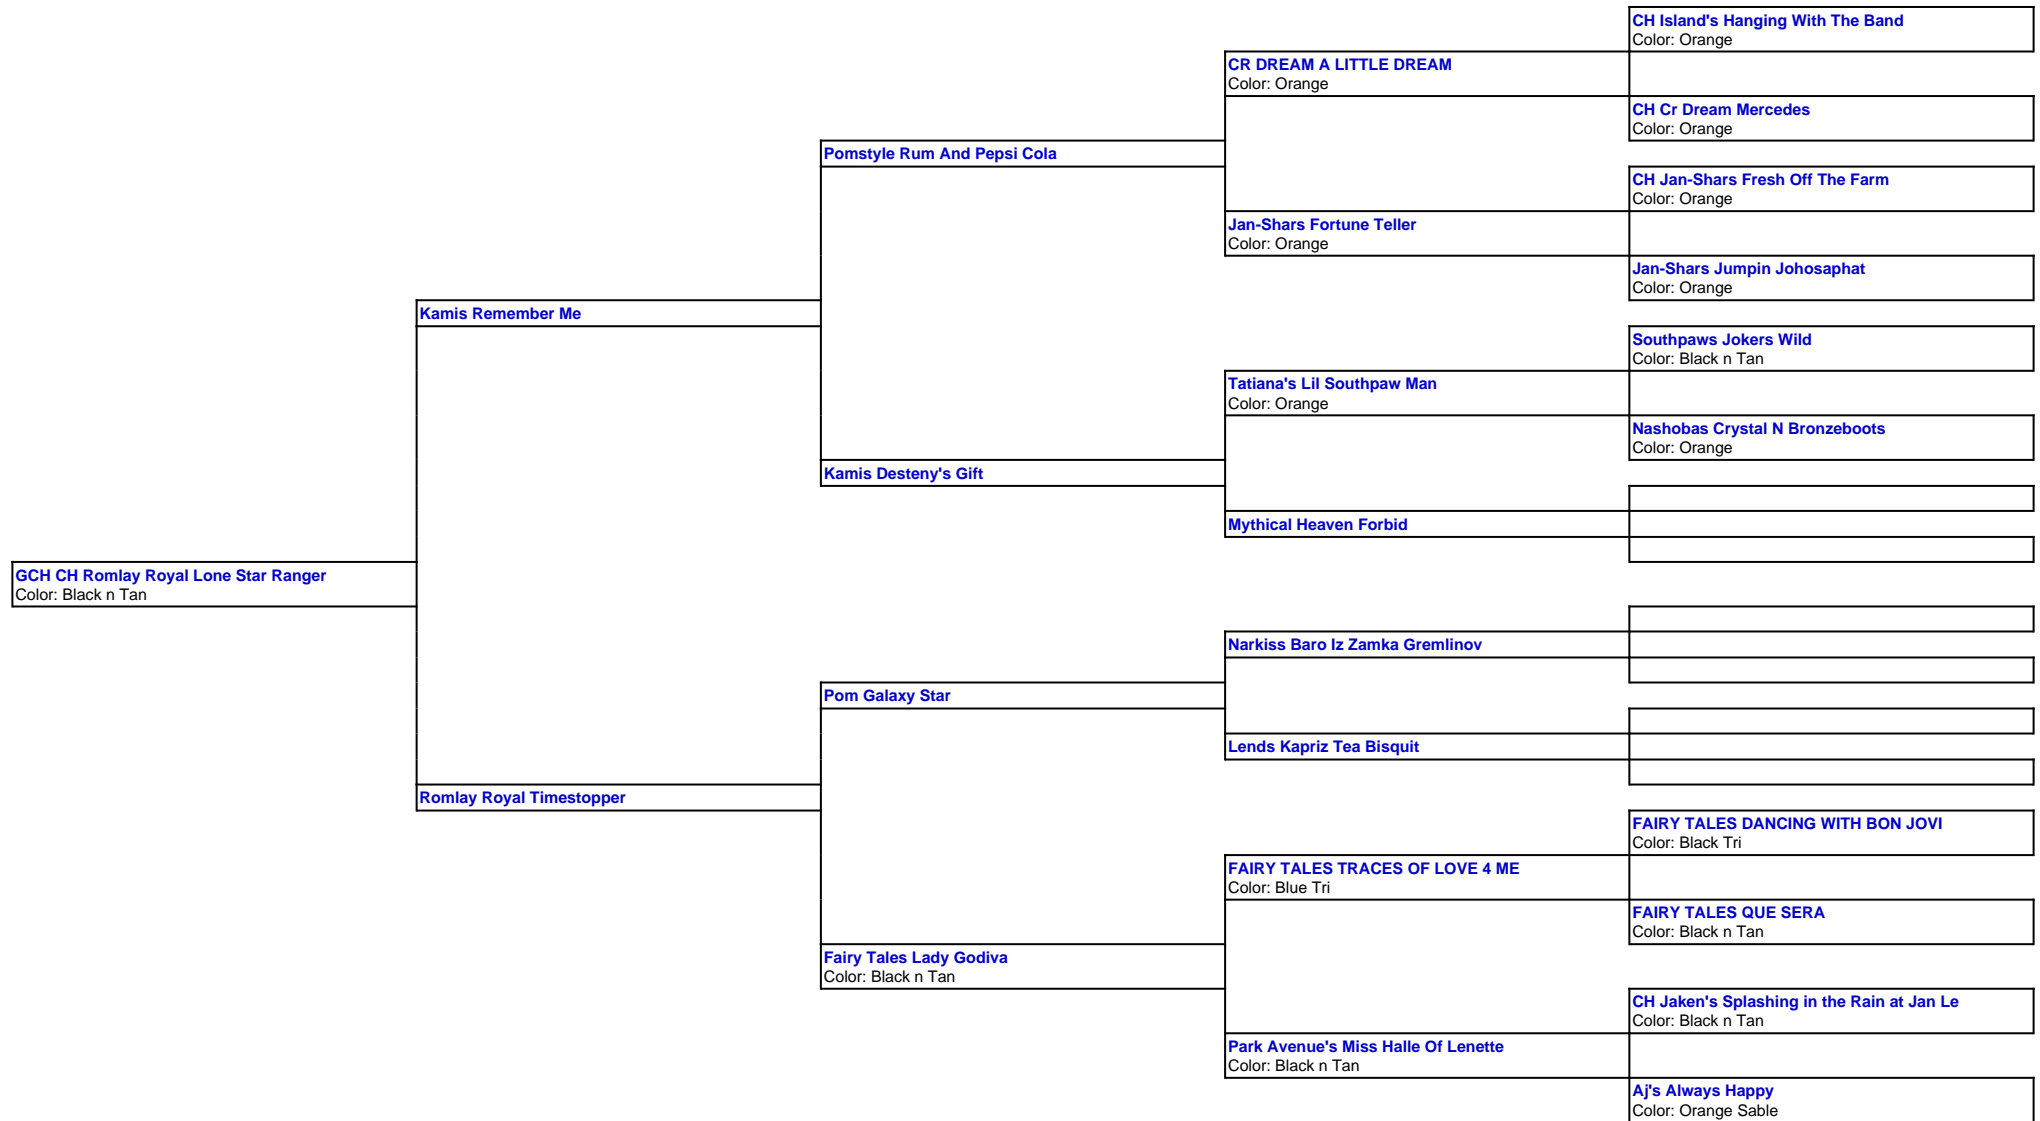 CH Island's Hanging With The Band
Color: Orange
CR DREAM A LITTLE DREAM
Color: Orange
CH Cr Dream Mercedes
Color: Orange
Pomstyle Rum And Pepsi Cola
CH Jan-Shars Fresh Off The Farm
Color: Orange
Jan-Shars Fortune Teller
Color: Orange
Jan-Shars Jumpin Johosaphat
Color: Orange
Kamis Remember Me
Southpaws Jokers Wild
Color: Black n Tan
Tatiana's Lil Southpaw Man
Color: Orange
Nashobas Crystal N Bronzeboots
Color: Orange
Kamis Desteny's Gift
Mythical Heaven Forbid
GCH CH Romlay Royal Lone Star Ranger
Color: Black n Tan
Narkiss Baro Iz Zamka Gremlinov
Pom Galaxy Star
Lends Kapriz Tea Bisquit
Romlay Royal Timestopper
FAIRY TALES DANCING WITH BON JOVI
Color: Black Tri
FAIRY TALES TRACES OF LOVE 4 ME
Color: Blue Tri
FAIRY TALES QUE SERA
Color: Black n Tan
Fairy Tales Lady Godiva
Color: Black n Tan
CH Jaken's Splashing in the Rain at Jan Le
Color: Black n Tan
Park Avenue's Miss Halle Of Lenette
Color: Black n Tan
Aj's Always Happy
Color: Orange Sable